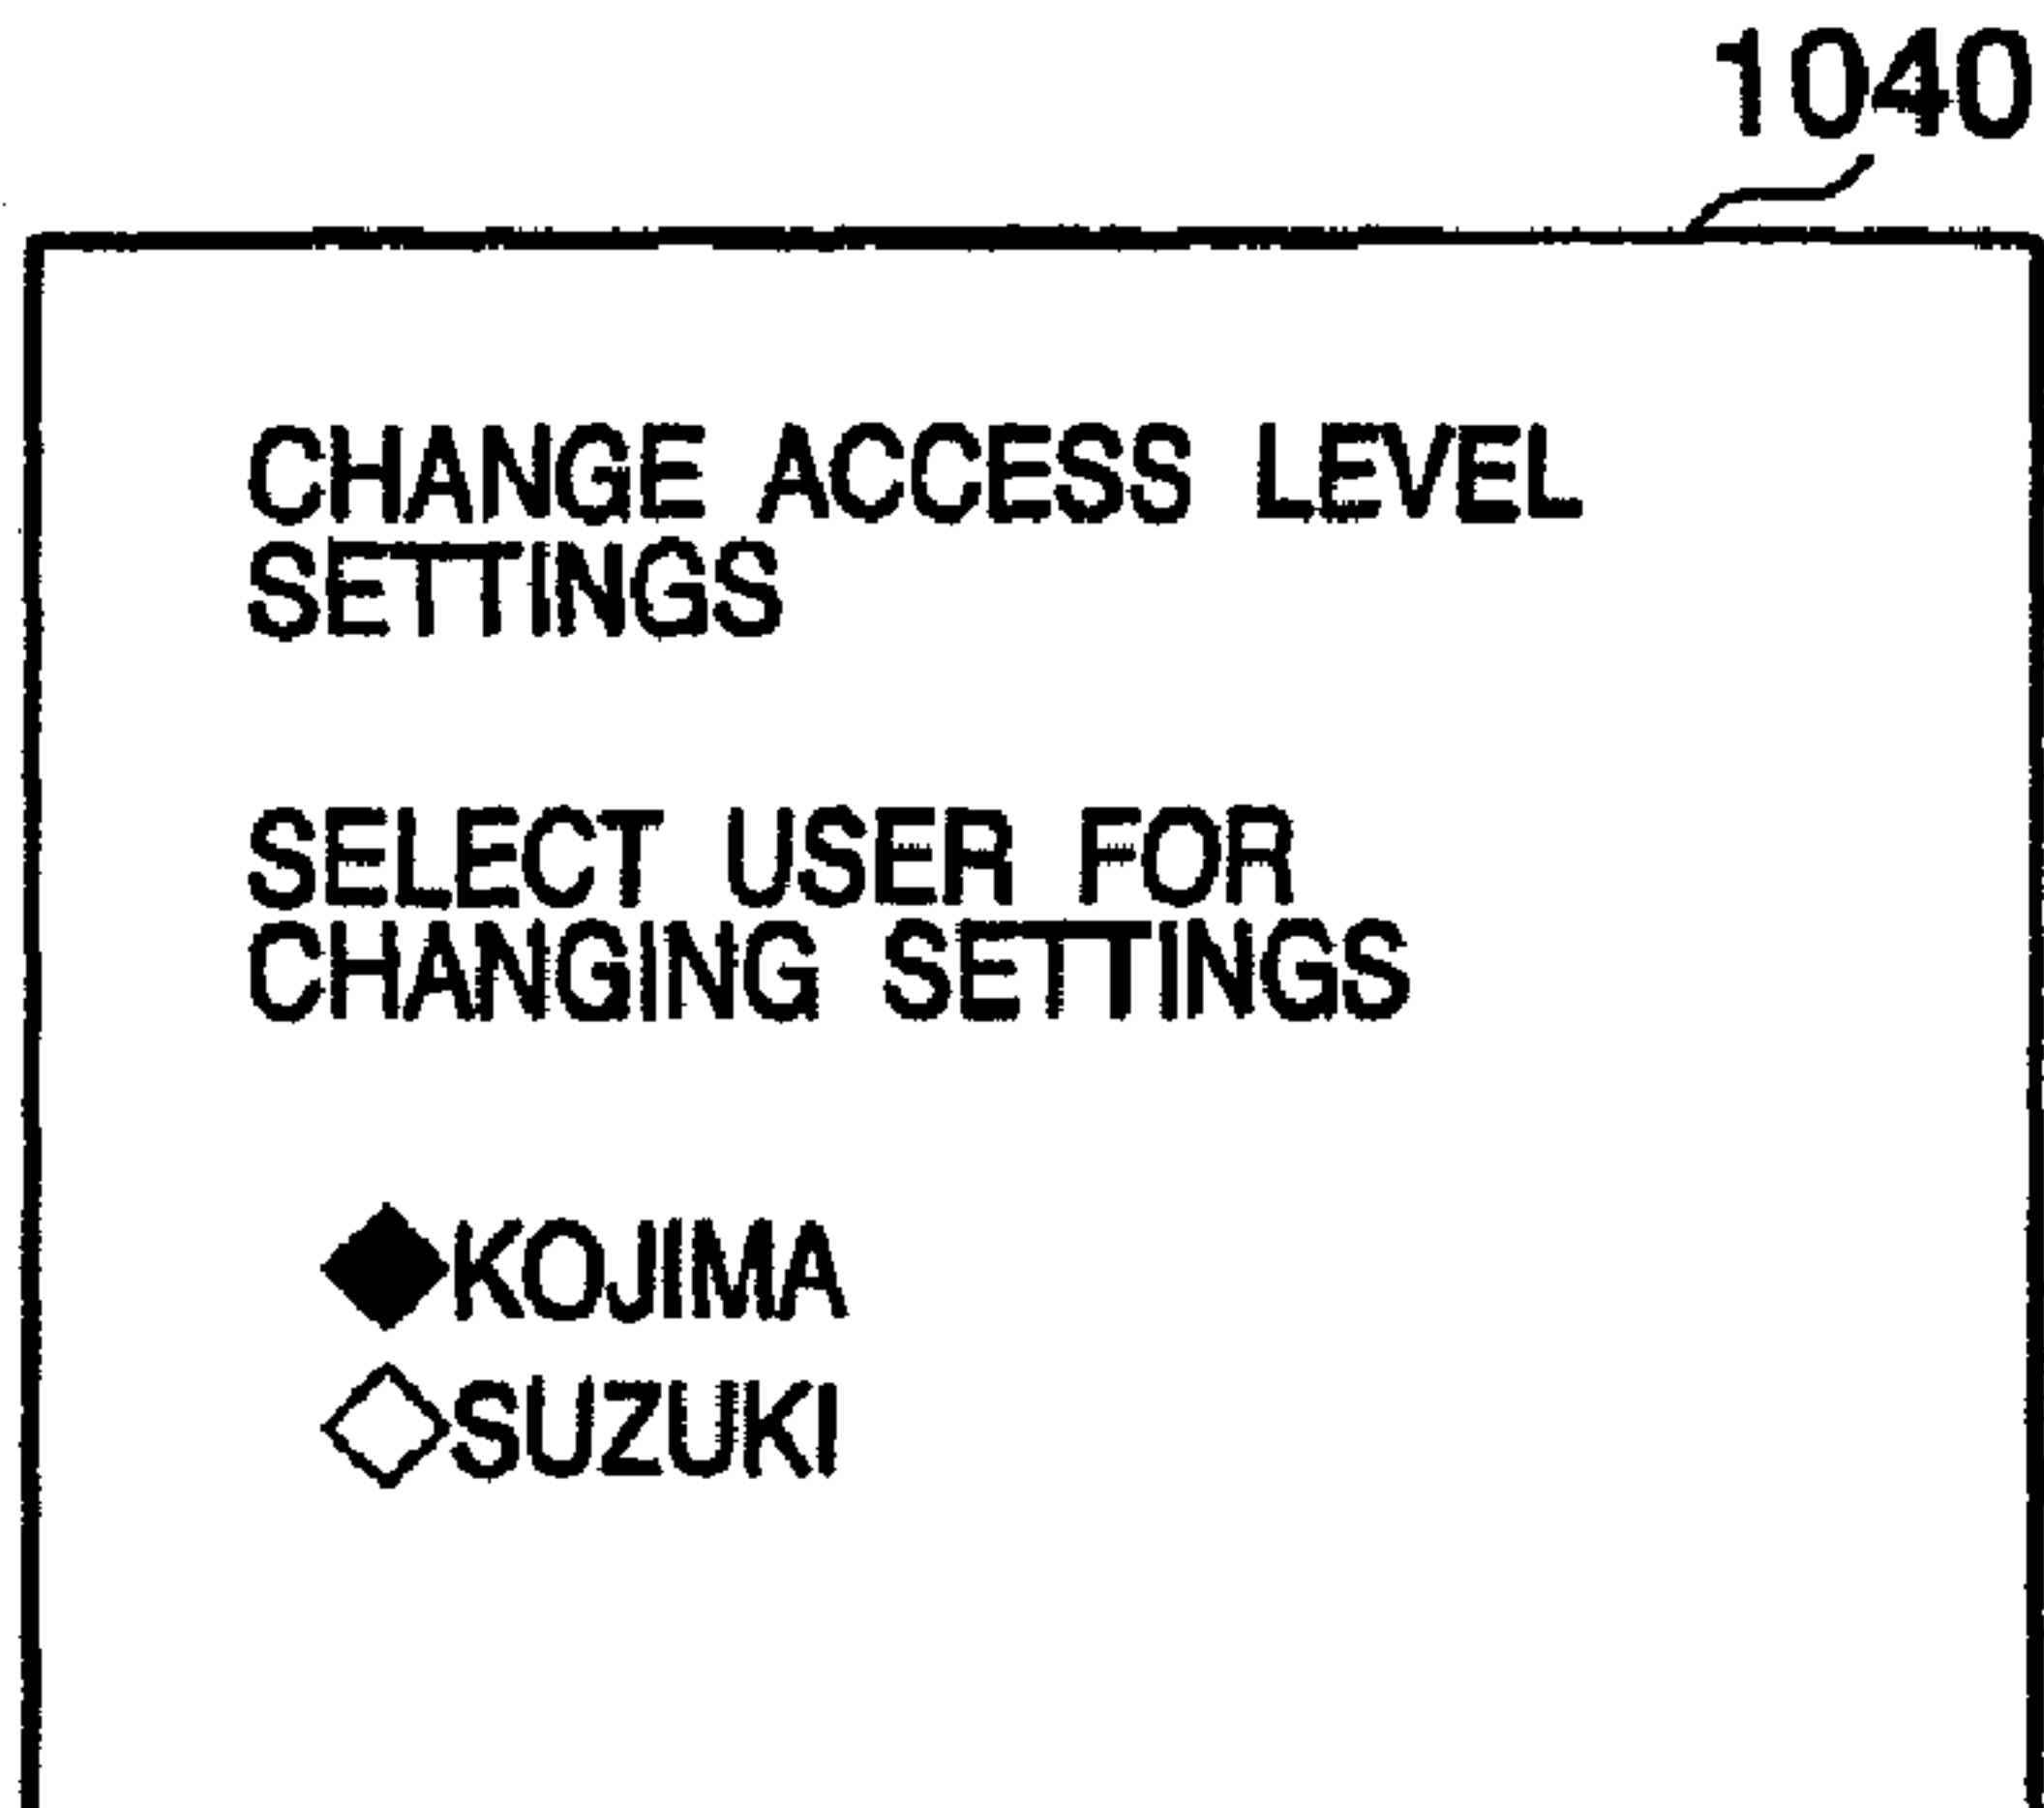 1040
CHANGE ACCESS LEVEL
SETTINGS
SELECT USER FOR
CHANGING SETTINGS
◆KOJIMA
◇SUZUKI